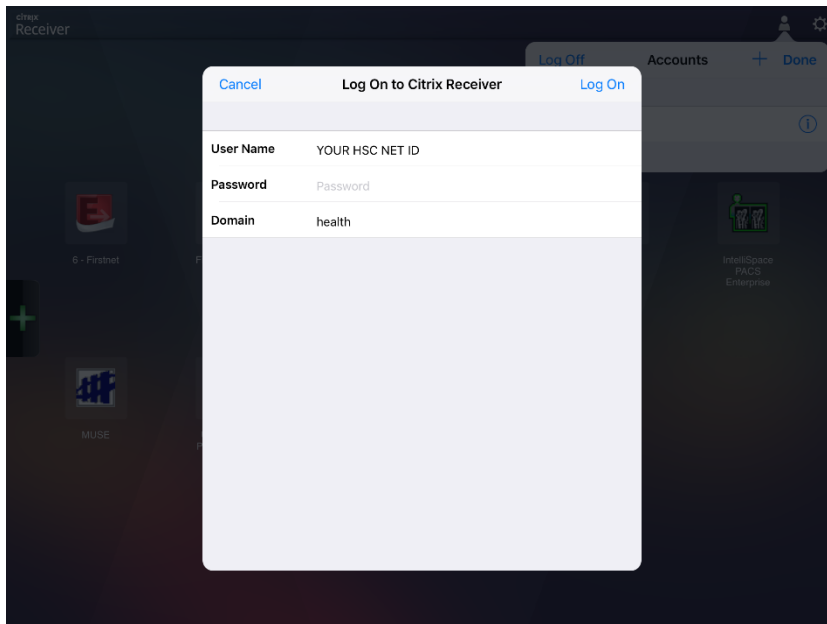 citrix
Receiver
Log Off
Accounts
+
Done
Cancel
Log On to Citrix Receiver
Log On
User Name
YOUR HSC NET ID
Password
Password
Domain
health
6 - Firstnet
IntelliSpace
PACS
Enterprise
MUSE